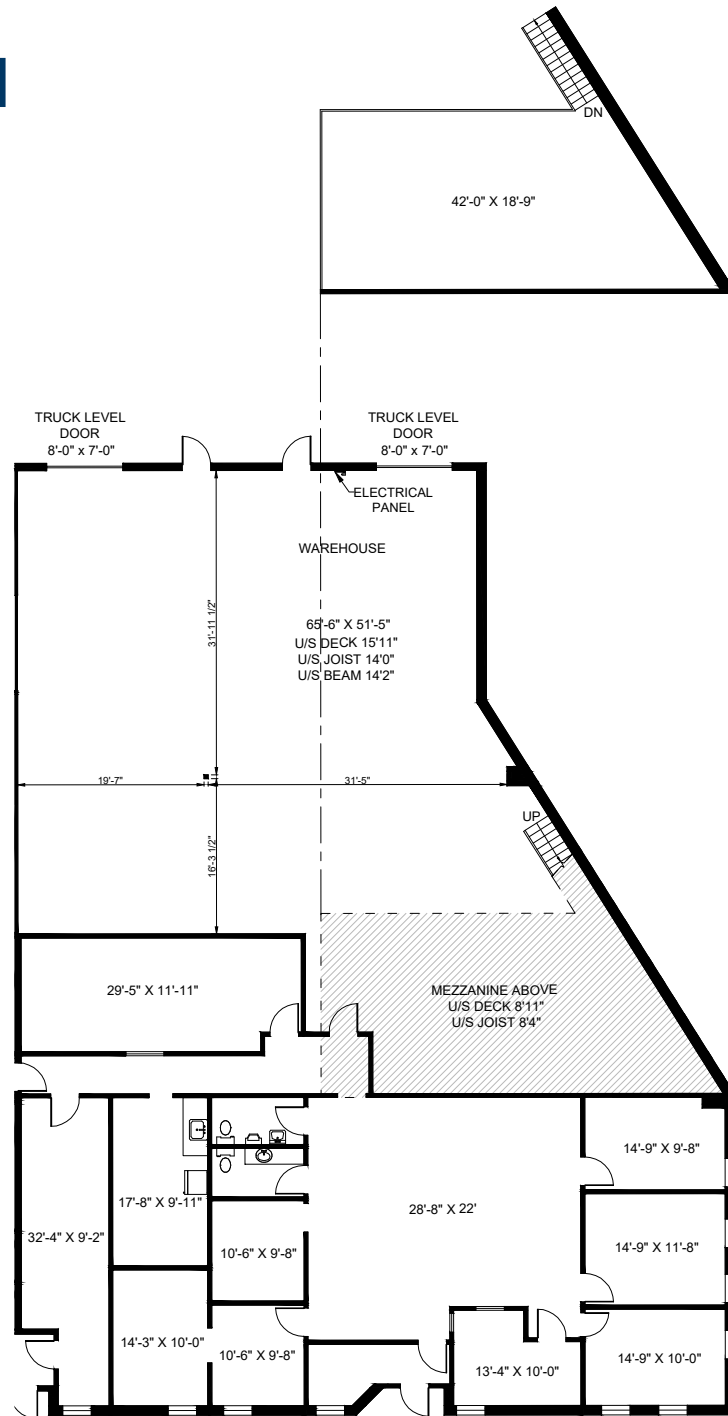 DN
42'-0" X 18'-9"
TRUCK LEVEL
DOOR
8'-0" x 7'-0"
TRUCK LEVEL
DOOR
8'-0" x 7'-0"
ELECTRICAL
PANEL
WAREHOUSE
31'-11 1/2"
65'-6" X 51'-5"
U/S DECK 15'11"
U/S JOIST 14'0"
U/S BEAM 14'2"
19'-7"
31'-5"
UP
16'-3 1/2"
29'-5" X 11'-11"
MEZZANINE ABOVE
U/S DECK 8'11"
U/S JOIST 8'4"
14'-9" X 9'-8"
17'-8" X 9'-11"
28'-8" X 22'
32'-4" X 9'-2"
14'-9" X 11'-8"
10'-6" X 9'-8"
14'-3" X 10'-0"
10'-6" X 9'-8"
13'-4" X 10'-0"
14'-9" X 10'-0"